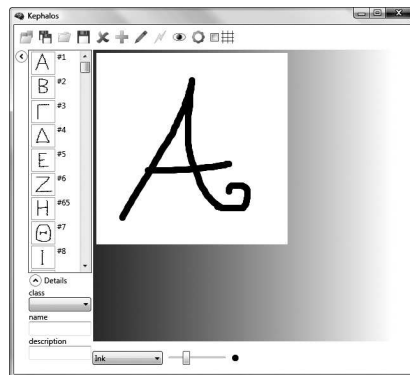 Kephalos
Α #1
Β #2
Γ #3
Δ #4
Ε #5
Ζ #6
Η #65
Θ #7
Ι #8
Α
Details
class
name
description
Ink